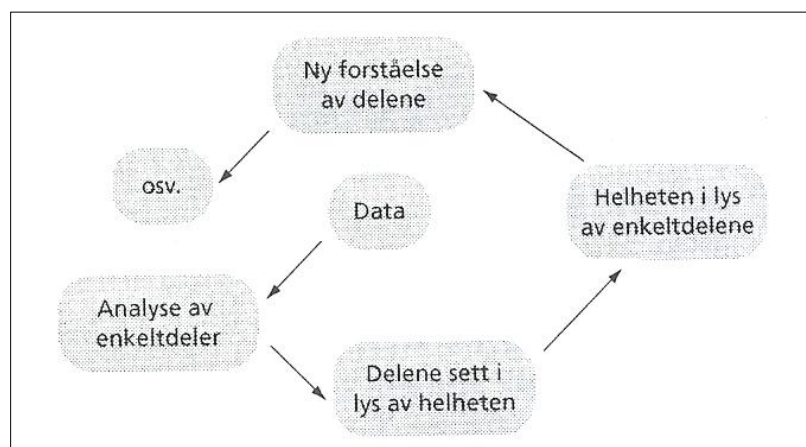 Ny forståelse
av delene
osv.
Data
Helheten i lys
av enkeltdelene
Analyse av
enkeltdeler
Delene sett i
lys av helheten